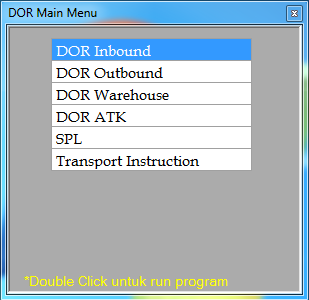 DOR Main Menu
DOR Inbound
DOR Outbound
DOR Warehouse
DOR ATK
SPL
Transport Instruction
*Double Click untuk run program